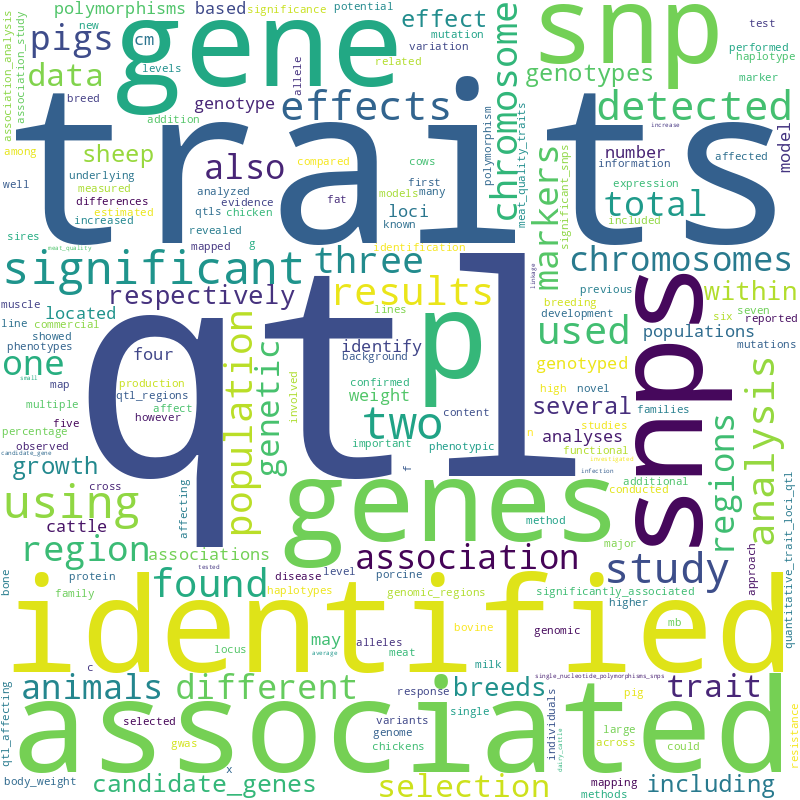 polymorphisms
based
significance
potential
effect
mutation
related
snp
test
performed
haplotype
marker
association_analysis
association_study
new
pigs
cm
levels
variation
data
breed
gene
genotype
allele
effects
chromosome
polymorphism
meat_quality_traits
genotypes
detected
markers
significant_snps
increase
traits
among
well
sheep
addition
underlying
measured
differences
estimated
increased
also
analyzed
evidence
qtls
chicken
revealed
mapped
g
compared
models
fat
cows
first
many
known
identification
loci
number
information
expression
included
affected
model
total
sires
meat_quality
significant
three
lines
linkage
chromosomes
muscle
located
respectively
results
previous
breeding
development
within
six
seven
reported
line
commercial
showed
phenotypes
one
map
multiple
five
percentage
observed
candidate_gene
small
four
production
qtl_regions
affect
however
population
genetic
identify
background
involved
confirmed
weight
content
important
phenotypic
two
qtl
p
used
populations
mutations
genotyped
high
novel
several
families
studies
analyses
functional
investigated
n
infection
additional
conducted
snps
regions
analysis
quantitative_trait_loci_qtl
growth
using
cross
cattle
affecting
f
genes
method
major
approach
region
associations
association
study
bone
protein
tested
disease
level
porcine
found
family
haplotypes
genomic_regions
significantly_associated
higher
identified
locus
may
alleles
bovine
genomic
mb
c
average
meat
milk
single_nucleotide_polymorphisms_snps
animals
different
response
breeds
trait
pig
qtl_affecting
associated
selected
gwas
variants
genome
chickens
single
individuals
dairy_cattle
large
across
could
resistance
x
body_weight
candidate_genes
selection
mapping
methods
including